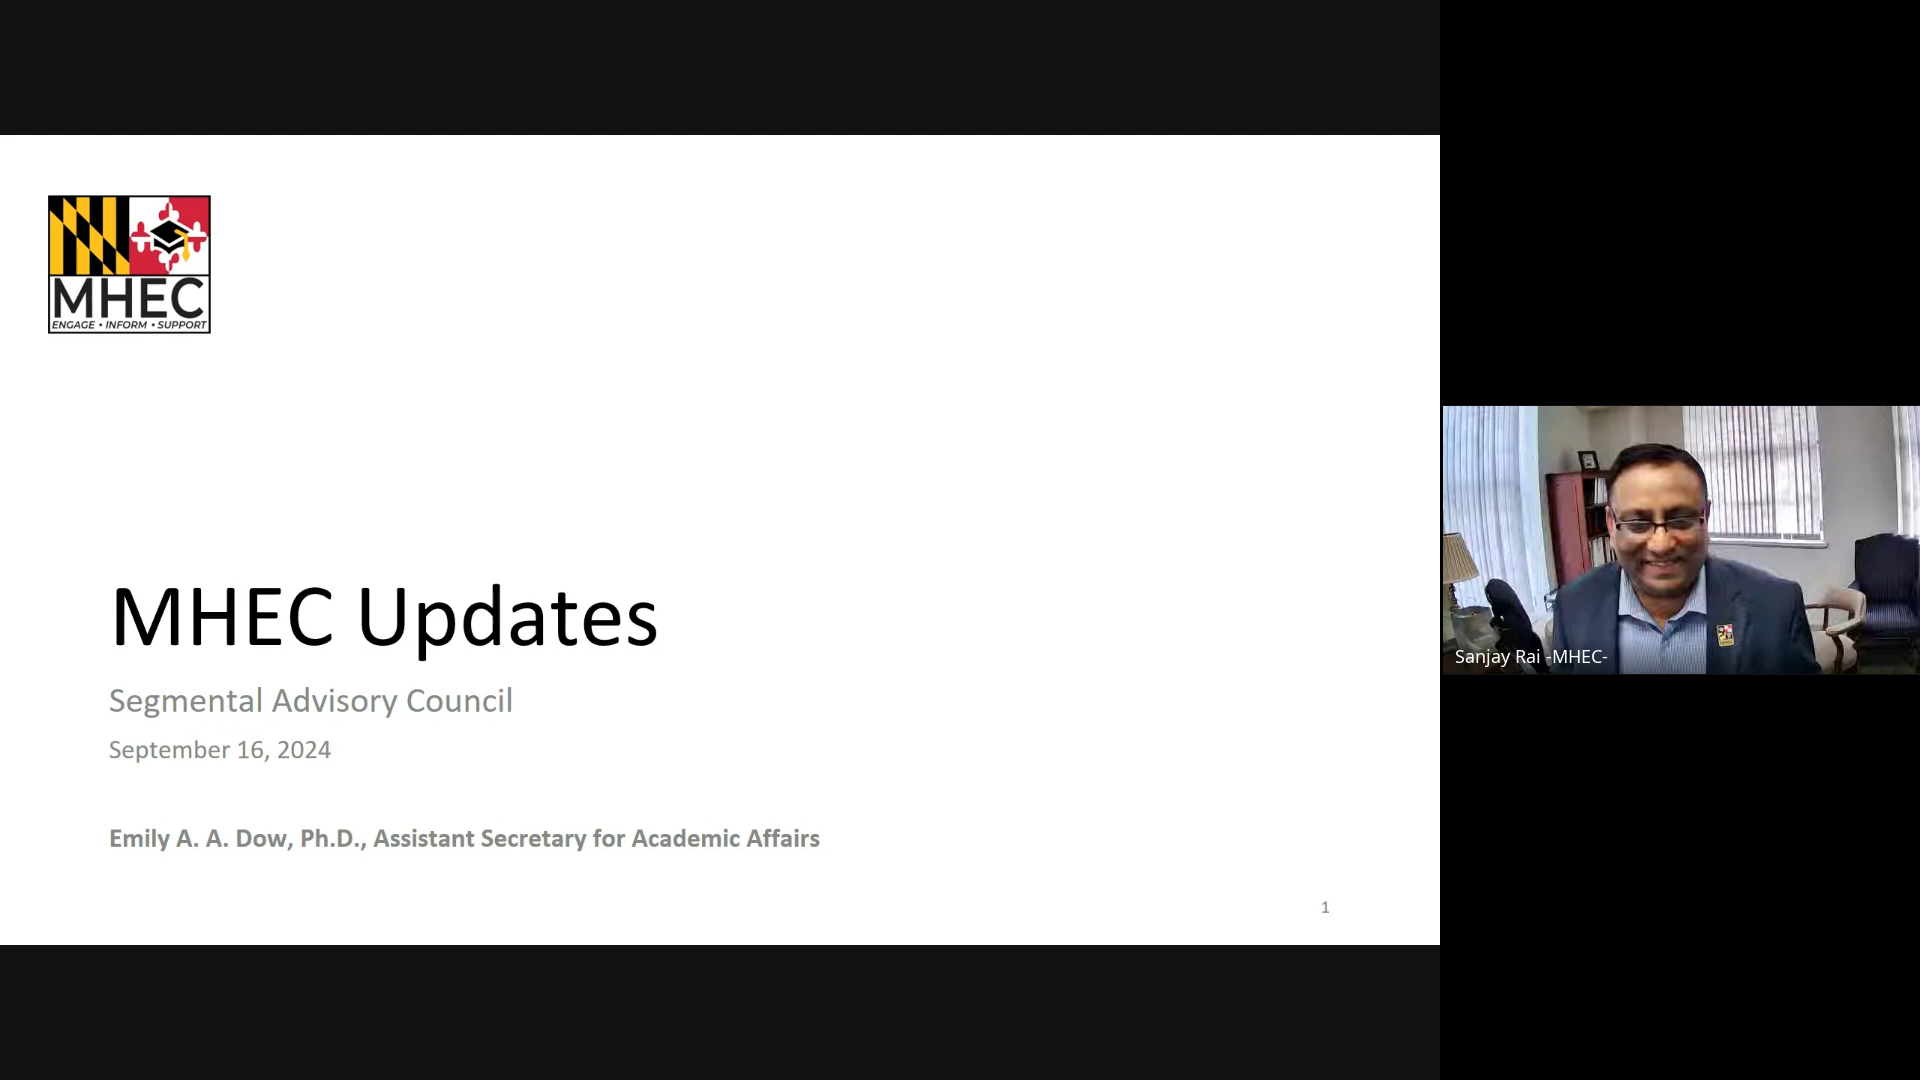 MHEC
ENGAGE • INFORM • SUPPORT
MHEC Updates
Segmental Advisory Council
September 16, 2024
Emily A. A. Dow, Ph.D., Assistant Secretary for Academic Affairs
1
Sanjay Rai -MHEC-